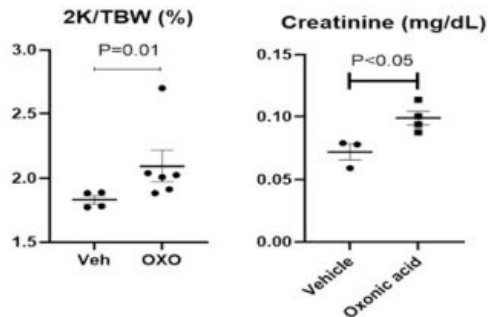 2K/TBW (%)
P=0.01
3.0
2.5
2.0
1.5
Veh
OXO
Creatinine (mg/dL)
P<0.05
0.15
0.10
0.05
0.00
Vehicle
Oxonic acid